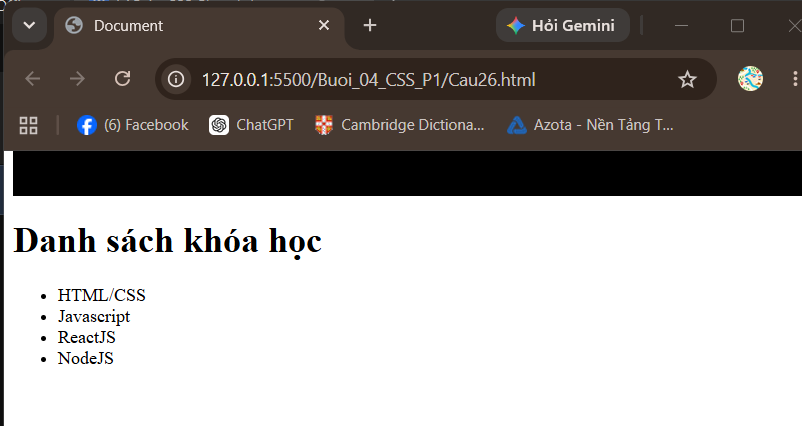 Document
Hỏi Gemini
127.0.0.1:5500/Buoi_04_CSS_P1/Cau26.html
(6) Facebook
ChatGPT
Cambridge Dictiona...
Azota - Nền Tảng T...
Danh sách khóa học
HTML/CSS
Javascript
ReactJS
NodeJS